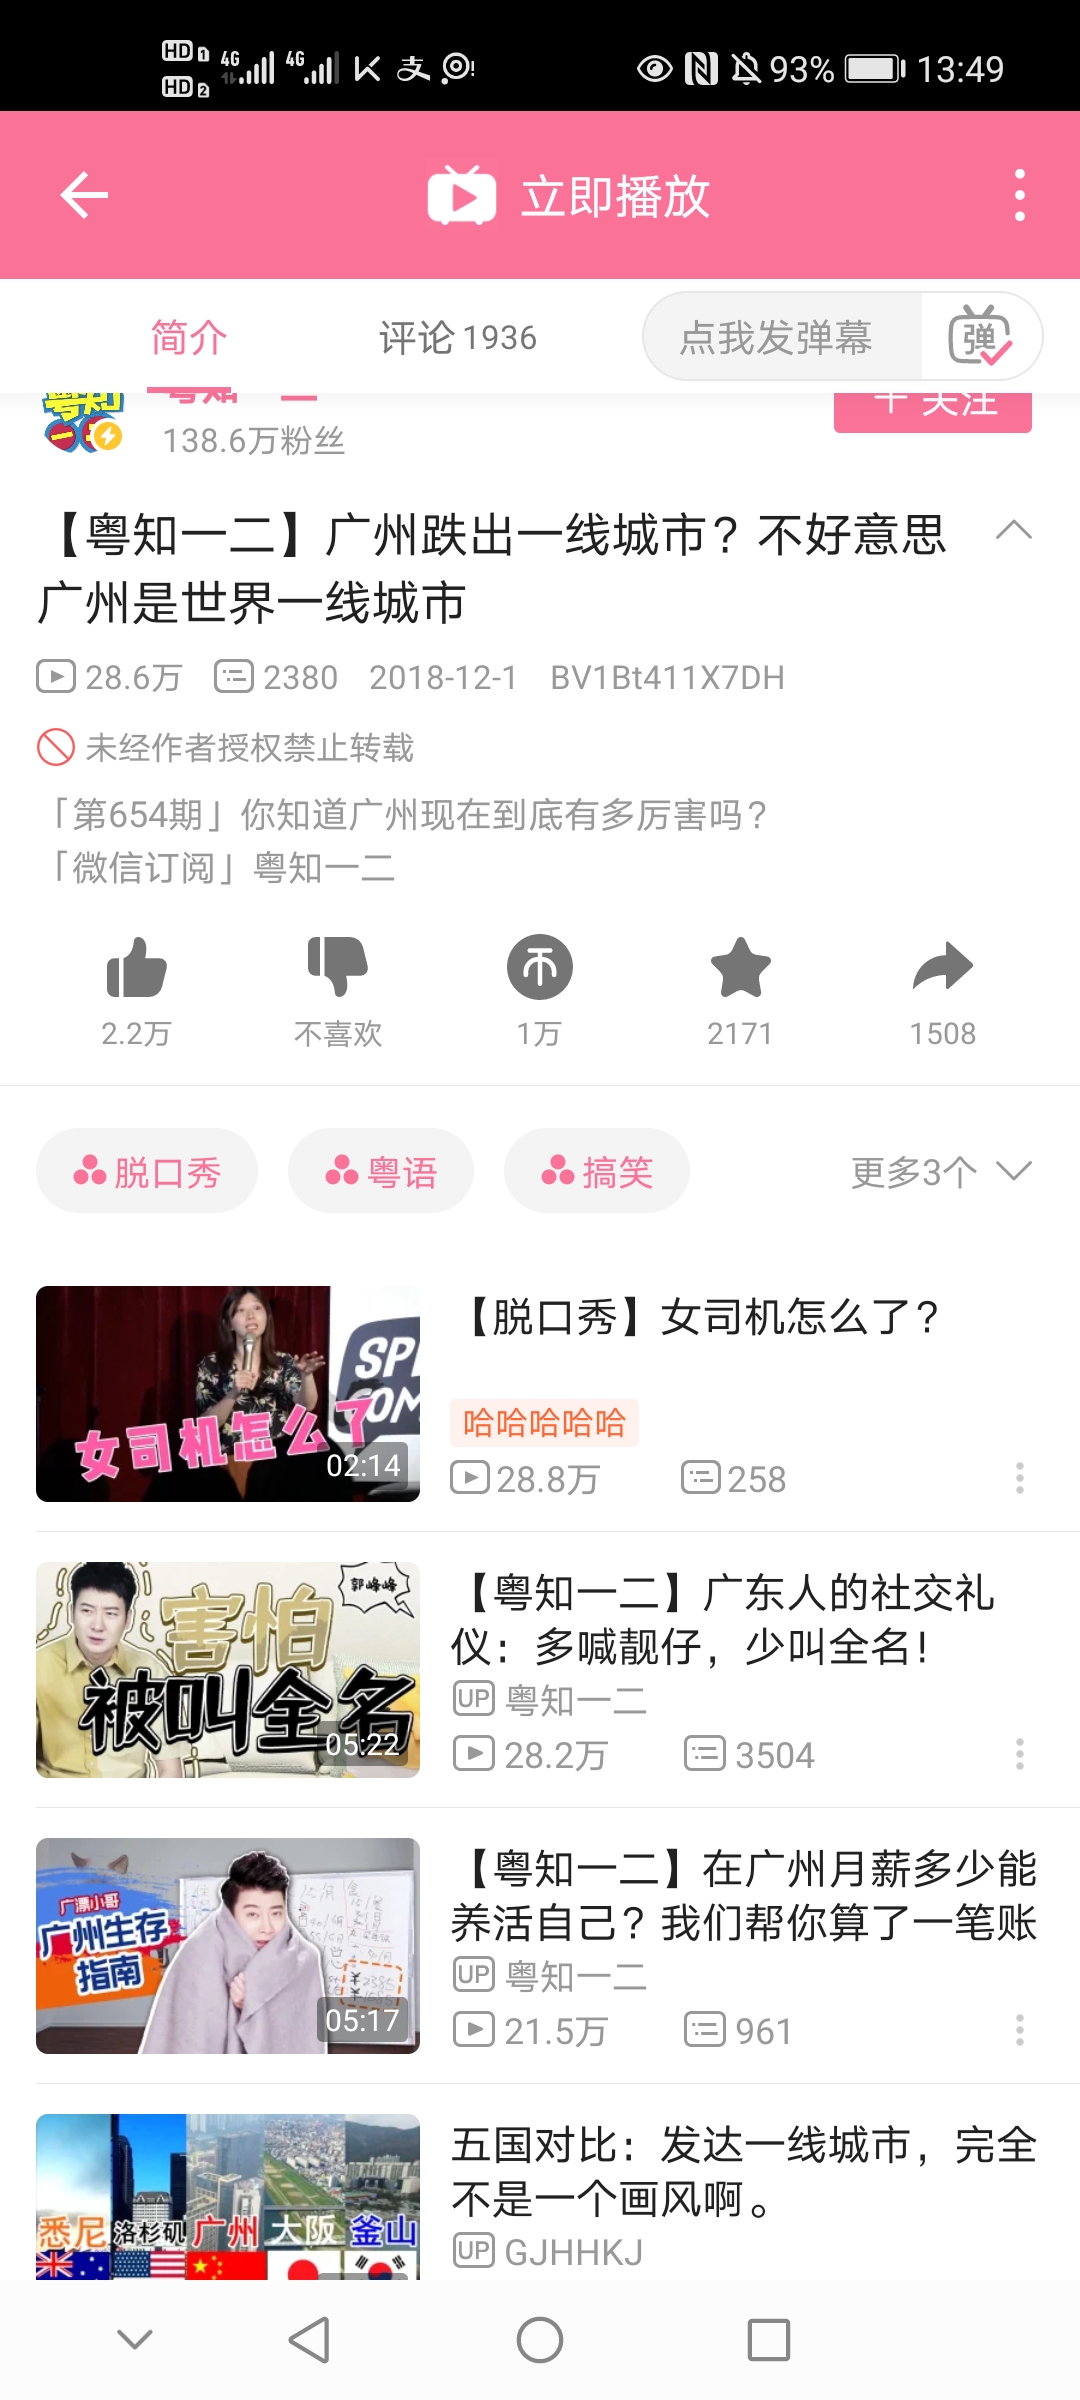 HD 1 4G 4G 93% 13:49
HD 2
立即播放
简介 评论 1936 点我发弹幕 弹
粤知一二 + 关注
138.6万粉丝
【粤知一二】广州跌出一线城市？不好意思
广州是世界一线城市
28.6万 2380 2018-12-1 BV1Bt411X7DH
未经作者授权禁止转载
「第654期」你知道广州现在到底有多厉害吗？
「微信订阅」粤知一二
2.2万 不喜欢 1万 2171 1508
脱口秀 粤语 搞笑 更多3个
女司机怎么了
02:14
【脱口秀】女司机怎么了？
哈哈哈哈哈
28.8万 258
郭峰峰
害怕
被叫全名
05:22
【粤知一二】广东人的社交礼
仪：多喊靓仔，少叫全名！
UP 粤知一二
28.2万 3504
广漂小哥
广州生存
指南
05:17
【粤知一二】在广州月薪多少能
养活自己？我们帮你算了一笔账
UP 粤知一二
21.5万 961
悉尼 洛杉矶 广州 大阪 釜山
五国对比：发达一线城市，完全
不是一个画风啊。
UP GJHHKJ